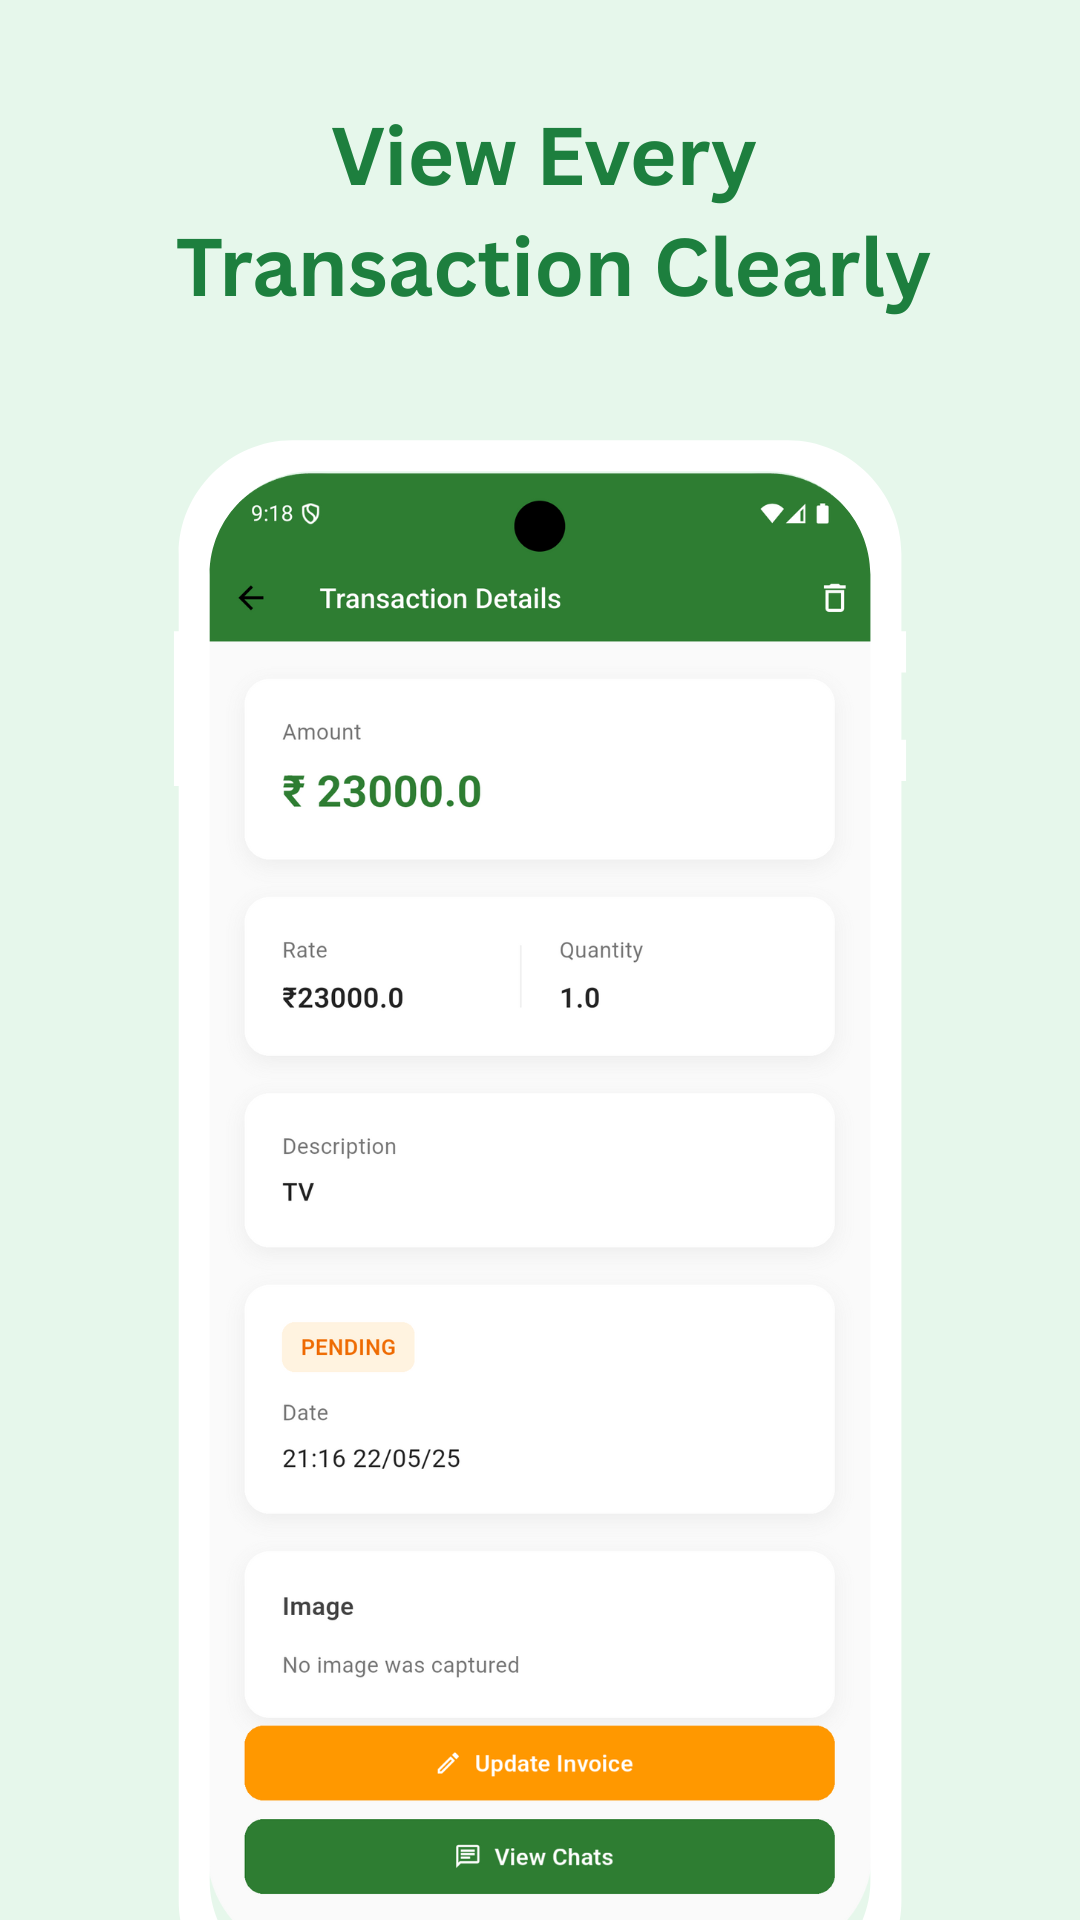 View Every
Transaction Clearly
9:18
Transaction Details
Amount
₹ 23000.0
Rate
Quantity
₹23000.0
1.0
Description
TV
PENDING
Date
21:16 22/05/25
Image
No image was captured
Update Invoice
View Chats